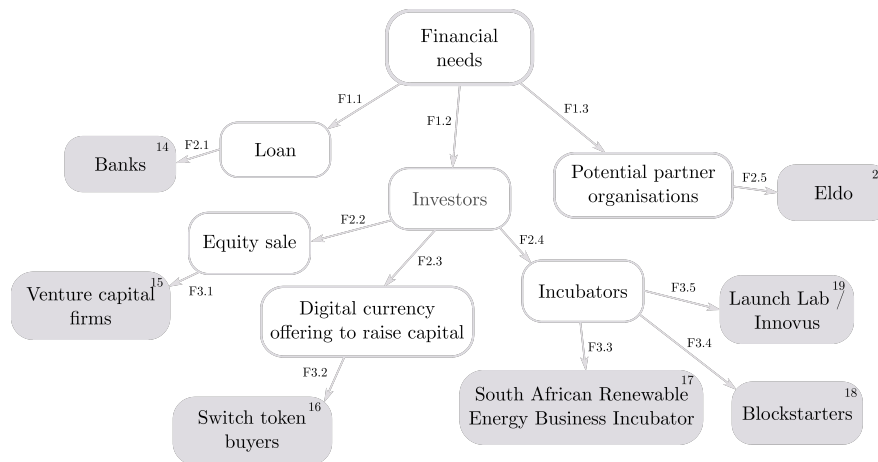 Financial
needs
F1.1
F1.2
F1.3
Loan
F2.1
Banks
14
Investors
Potential partner
organisations
F2.5
Eldo
2
Equity sale
F2.2
F2.3
F2.4
F3.1
Venture capital
firms
15
Digital currency
offering to raise capital
Incubators
F3.5
Launch Lab /
Innovus
19
F3.2
F3.3
F3.4
Switch token
buyers
16
South African Renewable
Energy Business Incubator
17
Blockstarters
18